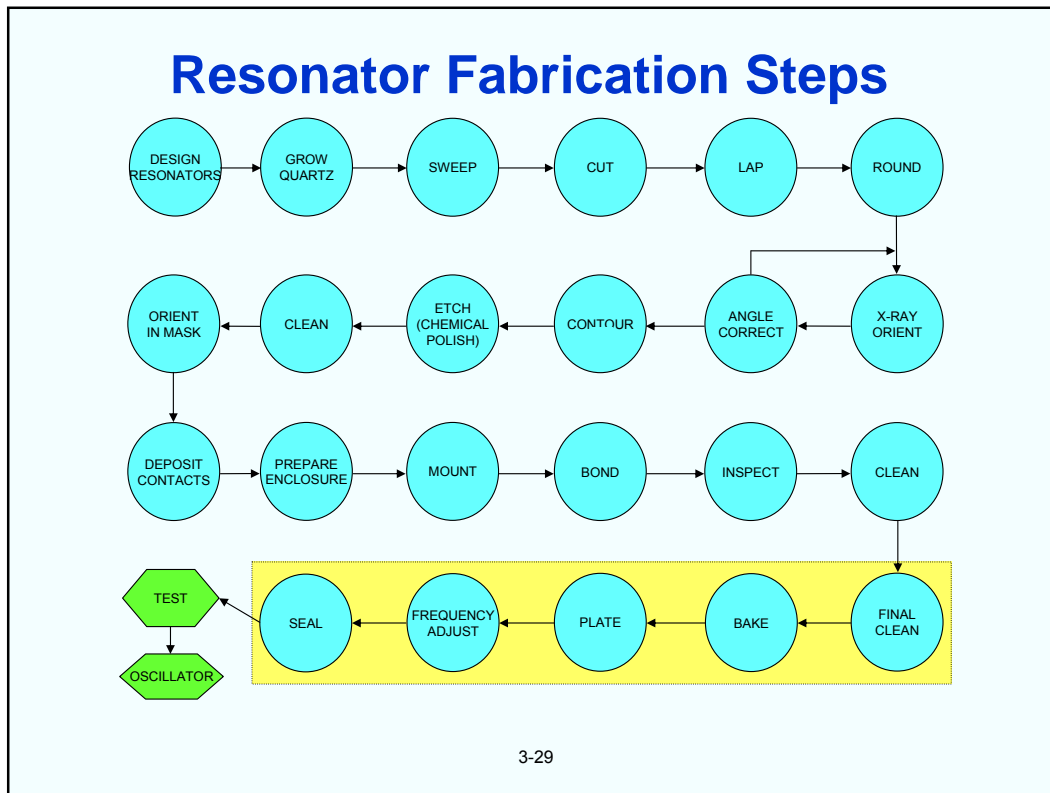 Resonator Fabrication Steps
DESIGN
RESONATORS
GROW
QUARTZ
SWEEP
CUT
LAP
ROUND
X-RAY
ORIENT
ANGLE
CORRECT
CONTOUR
ETCH
(CHEMICAL
POLISH)
CLEAN
ORIENT
IN MASK
DEPOSIT
CONTACTS
PREPARE
ENCLOSURE
MOUNT
BOND
INSPECT
CLEAN
FINAL
CLEAN
BAKE
PLATE
FREQUENCY
ADJUST
SEAL
TEST
OSCILLATOR
3-29